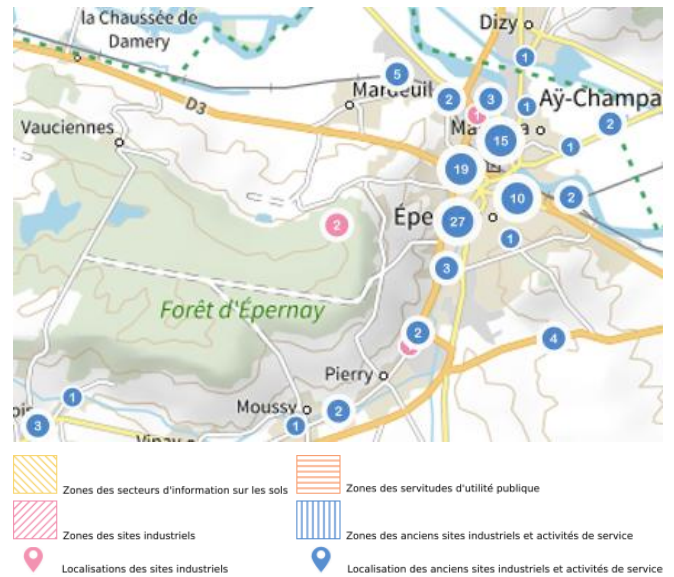 la Chaussée de
Damery
Dizy
1
5
Mardeuil
2
3
1
Aÿ-Champa
D3
1
2
Vauciennes
15
1
19
10
2
2
Épe
27
1
3
Forêt d'Épernay
2
4
Pierry
1
Moussy
2
3
1
Zones des secteurs d'information sur les sols
Zones des servitudes d'utilité publique
Zones des sites industriels
Zones des anciens sites industriels et activités de service
Localisations des sites industriels
Localisation des anciens sites industriels et activités de service